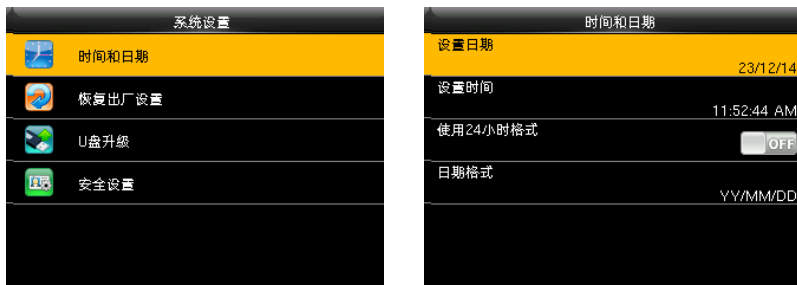 系统设置
时间和日期
恢复出厂设置
U盘升级
安全设置
时间和日期
设置日期
23/12/14
设置时间
11:52:44 AM
使用24小时格式
OFF
日期格式
YY/MM/DD